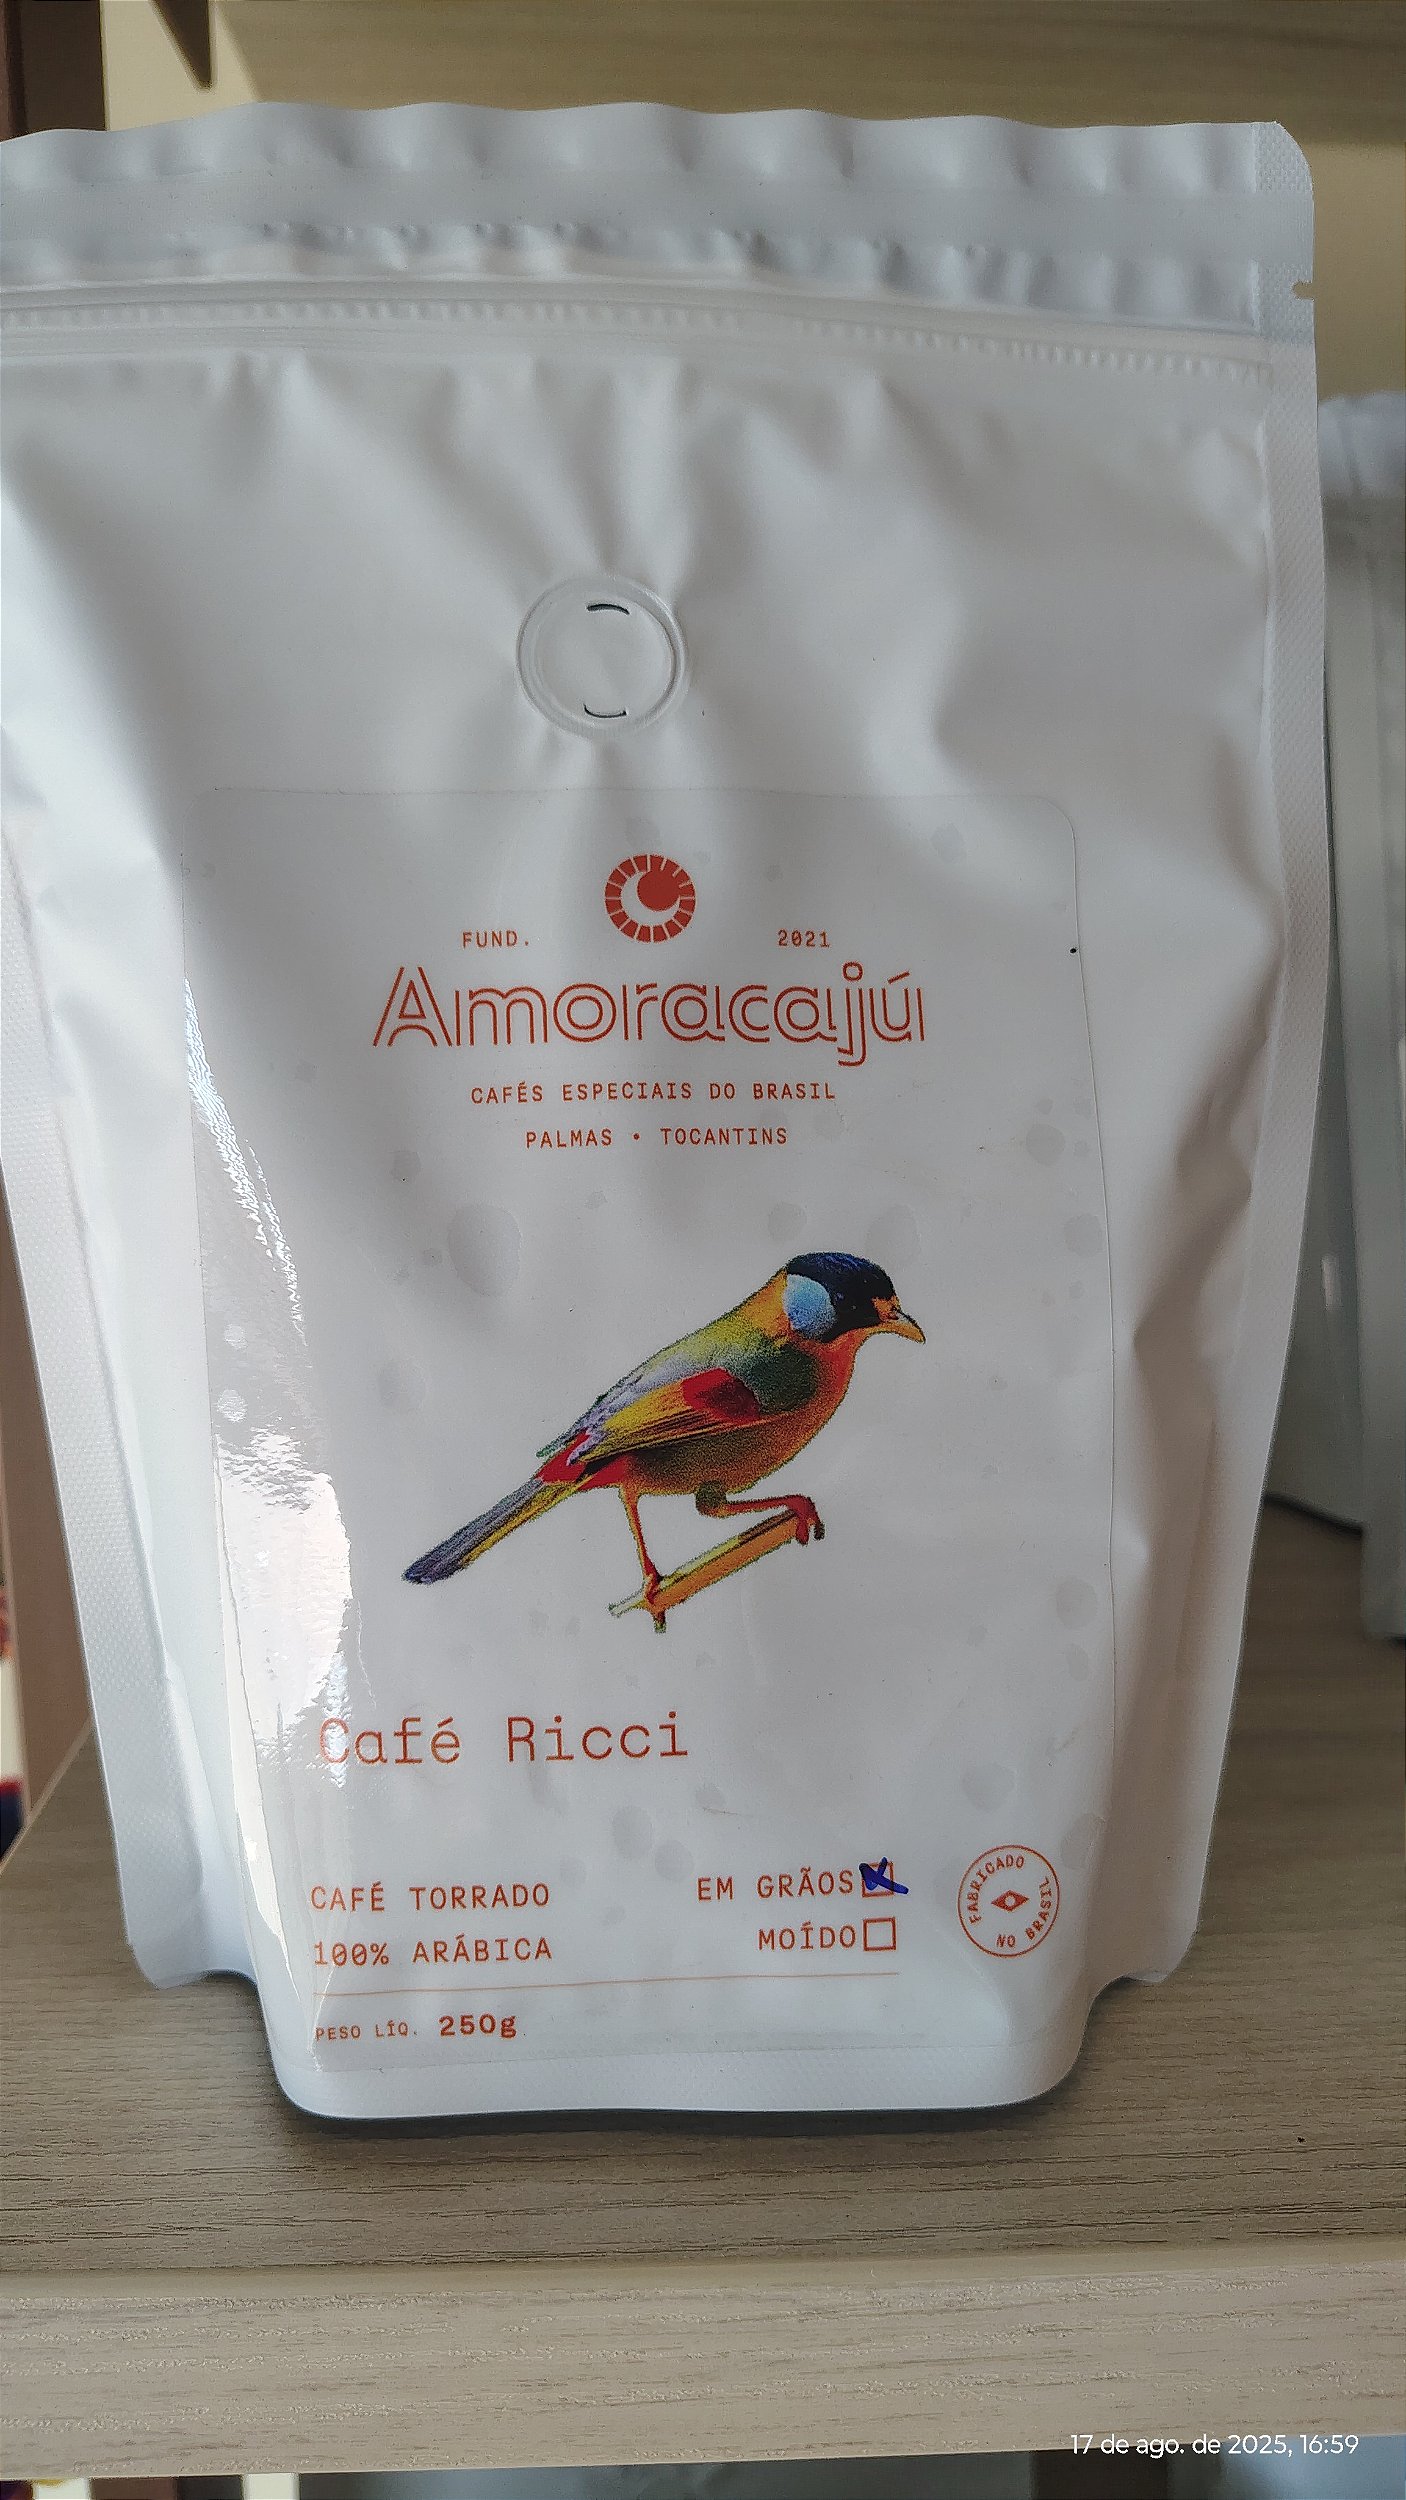 FUND. 2021
Amoracajú
CAFÉS ESPECIAIS DO BRASIL
PALMAS • TOCANTINS
Café Ricci
CAFÉ TORRADO
100% ARÁBICA
EM GRÃOS
MOÍDO
PESO LÍQ. 250g
FABRICADO NO BRASIL
17 de ago. de 2025, 16:59